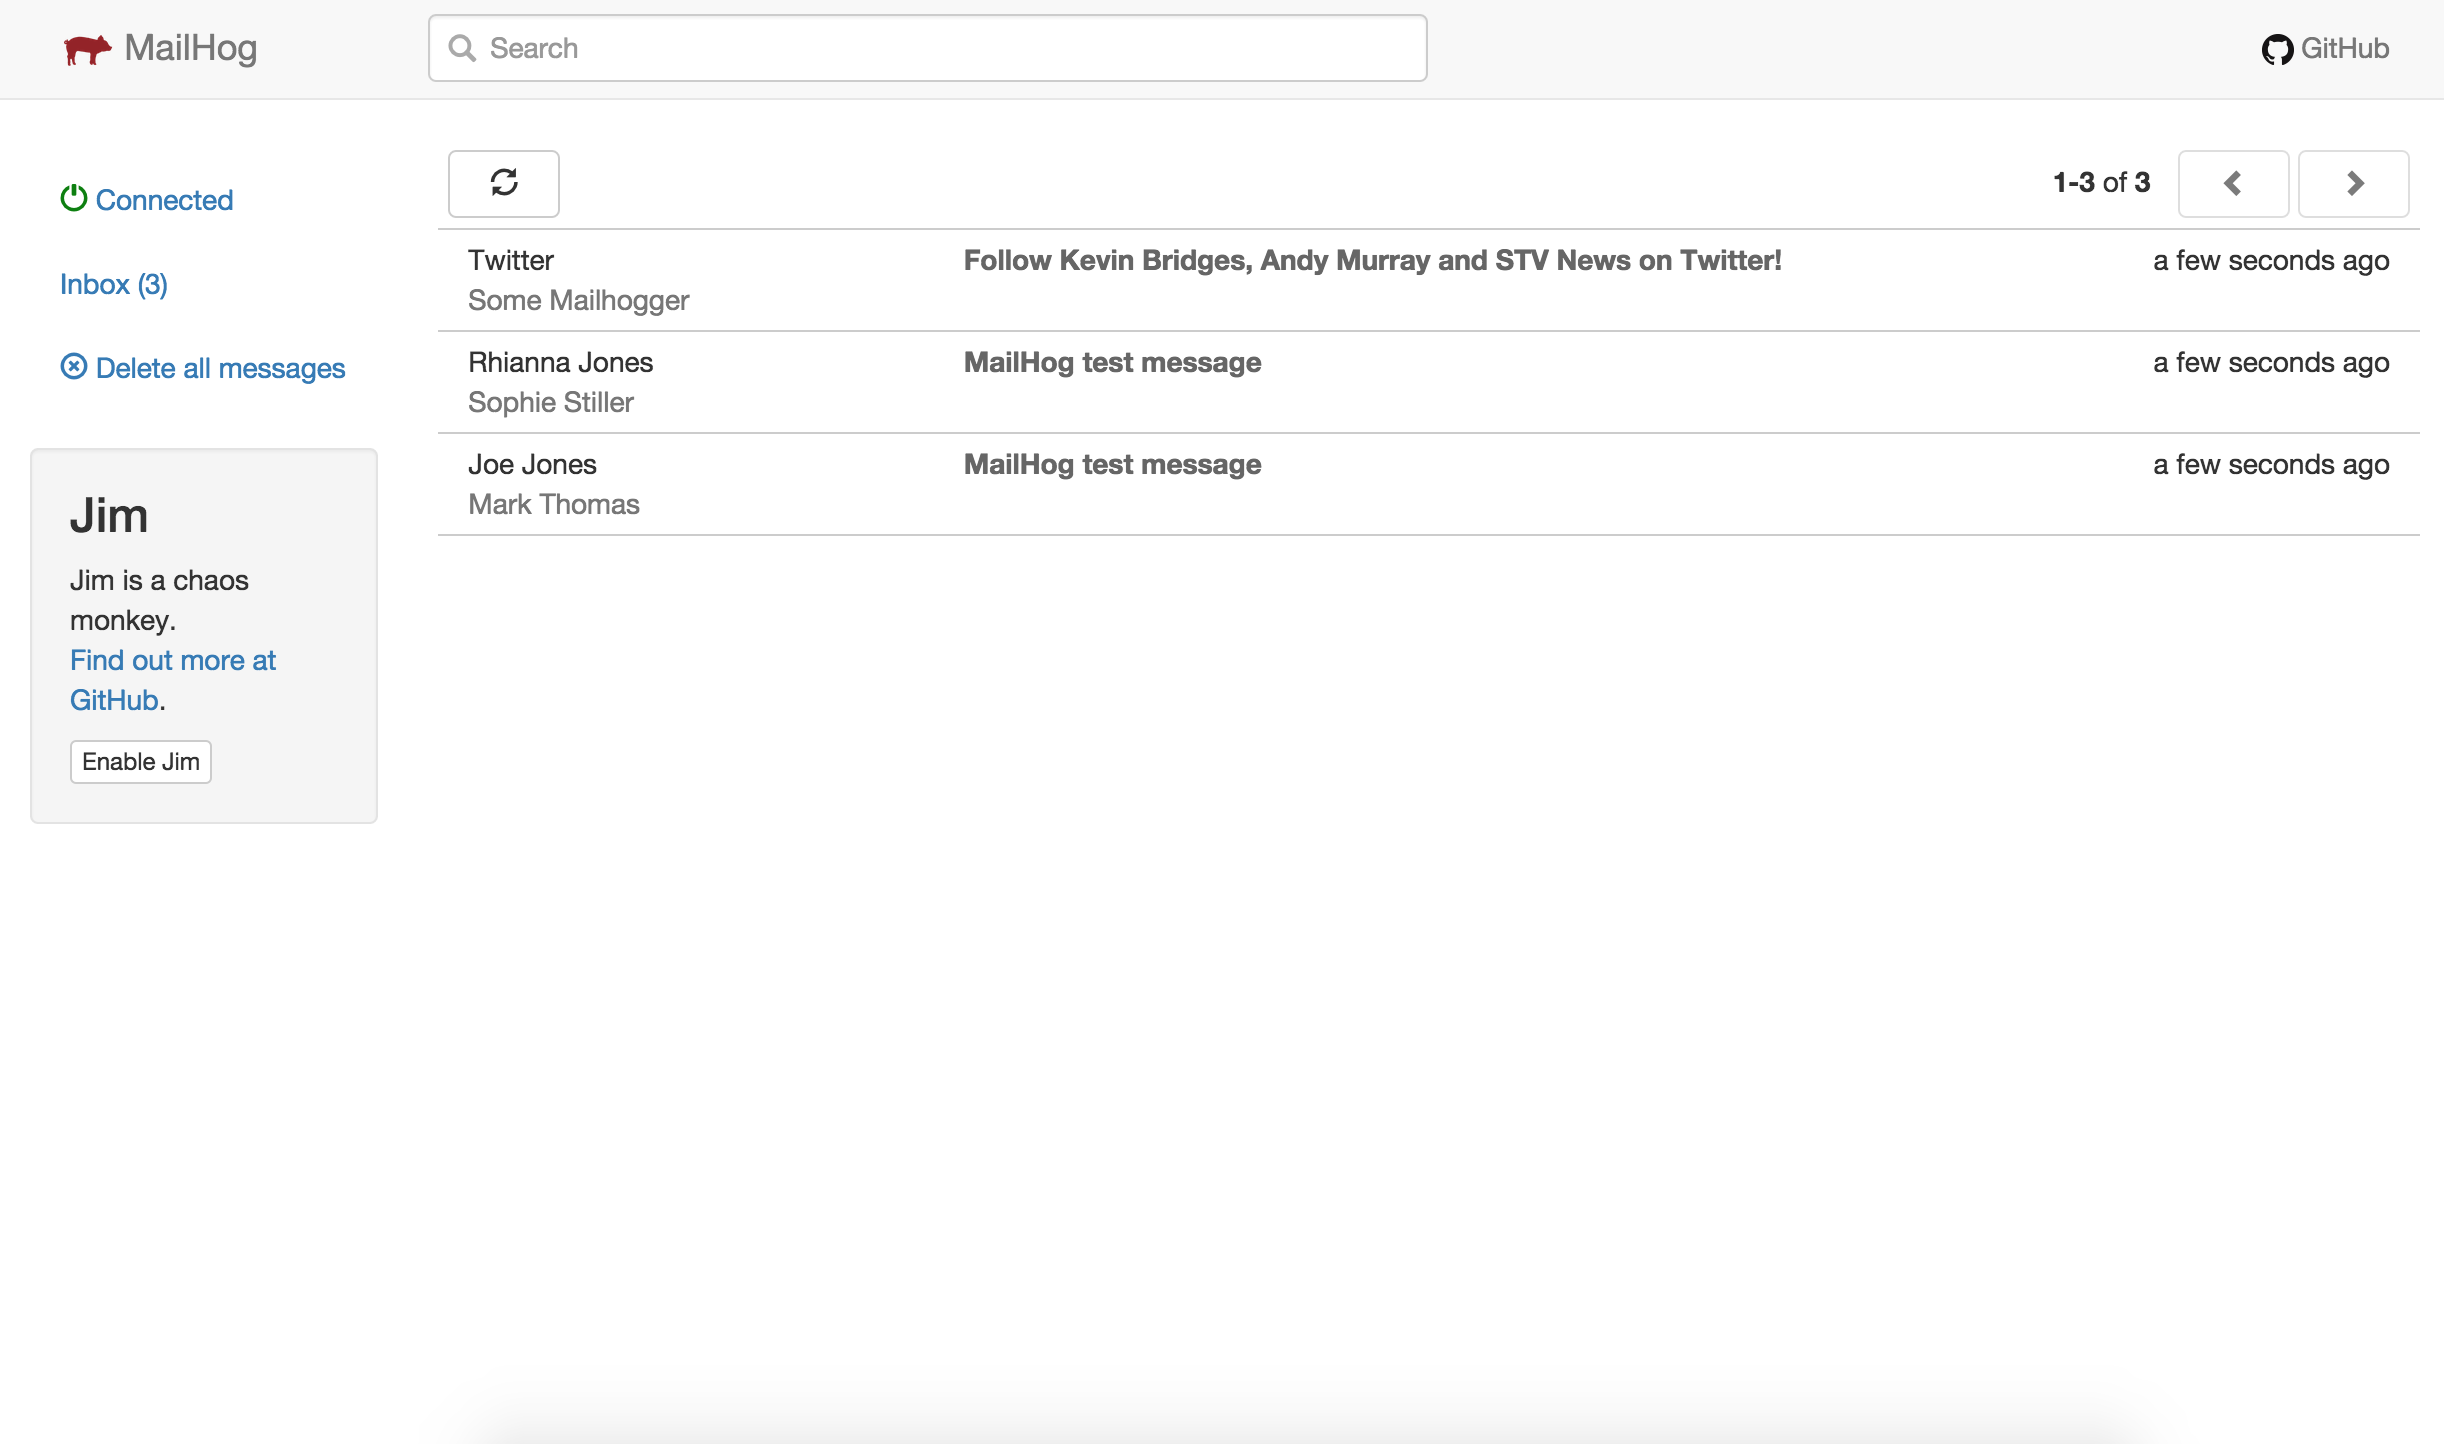 MailHog
Search
GitHub
Connected
Inbox (3)
Delete all messages
Jim
Jim is a chaos
monkey.
Find out more at
GitHub.
Enable Jim
1-3 of 3
Twitter Follow Kevin Bridges, Andy Murray and STV News on Twitter! a few seconds ago
Some Mailhogger
Rhianna Jones MailHog test message a few seconds ago
Sophie Stiller
Joe Jones MailHog test message a few seconds ago
Mark Thomas